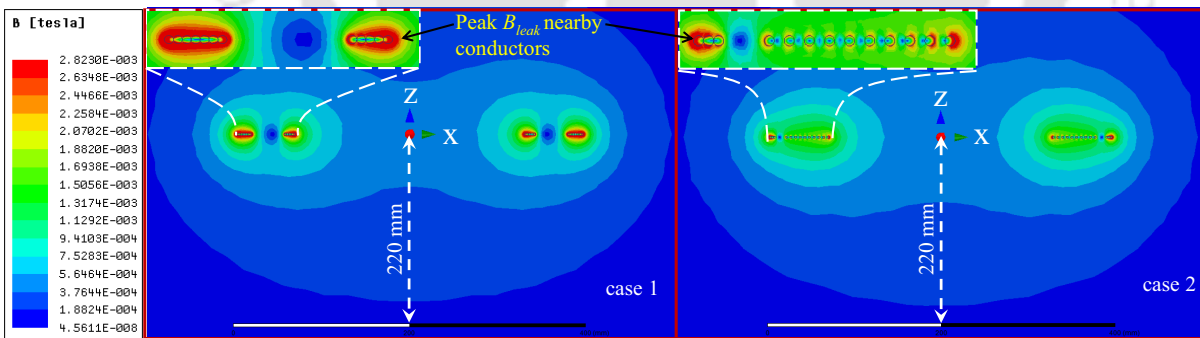 B [tesla]
2.8230E-003
2.6348E-003
2.4466E-003
2.2584E-003
2.0702E-003
1.8820E-003
1.6938E-003
1.5056E-003
1.3174E-003
1.1292E-003
9.4103E-004
7.5283E-004
5.6464E-004
3.7644E-004
1.8824E-004
4.5611E-008
Peak B_leak nearby
conductors
Z
X
220 mm
case 1
Z
X
220 mm
case 2